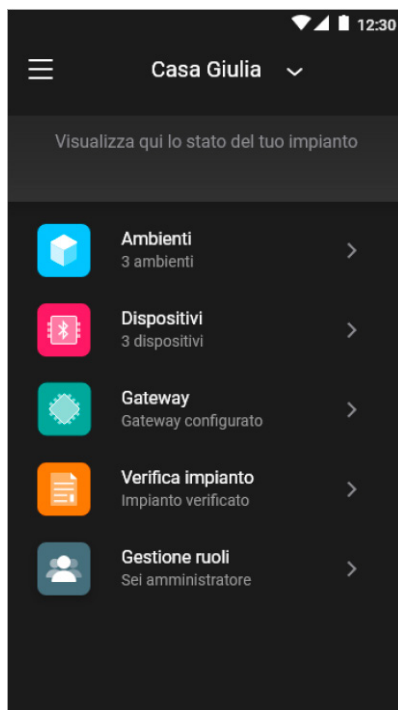 12:30
Casa Giulia
Visualizza qui lo stato del tuo impianto
Ambienti
3 ambienti
Dispositivi
3 dispositivi
Gateway
Gateway configurato
Verifica impianto
Impianto verificato
Gestione ruoli
Sei amministratore